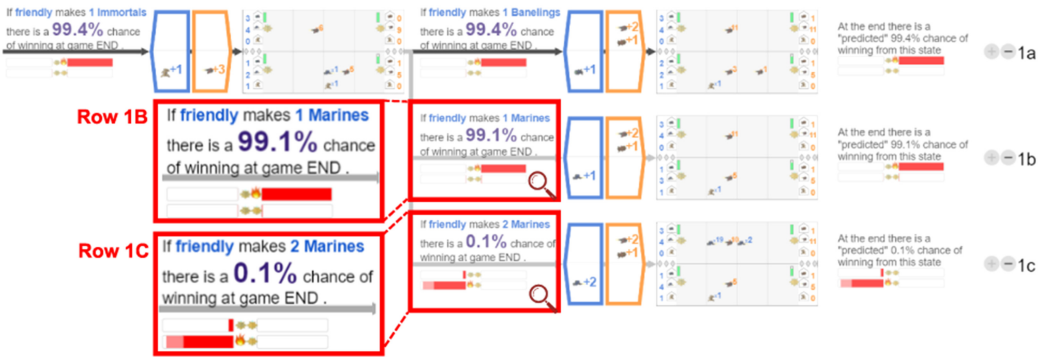 If friendly makes 1 Immortals
there is a 99.4% chance
of winning at game END .
+1
+3
If friendly makes 1 Banelings
there is a 99.4% chance
of winning at game END .
+1
+2
+1
At the end there is a
"predicted" 99.4% chance of
winning from this state
1a
Row 1B
If friendly makes 1 Marines
there is a 99.1% chance
of winning at game END .
If friendly makes 1 Marines
there is a 99.1% chance
of winning at game END .
+1
+2
+1
At the end there is a
"predicted" 99.1% chance of
winning from this state
1b
Row 1C
If friendly makes 2 Marines
there is a 0.1% chance of
winning at game END .
If friendly makes 2 Marines
there is a 0.1% chance of
winning at game END .
+2
+2
+1
At the end there is a
"predicted" 0.1% chance of
winning from this state
1c